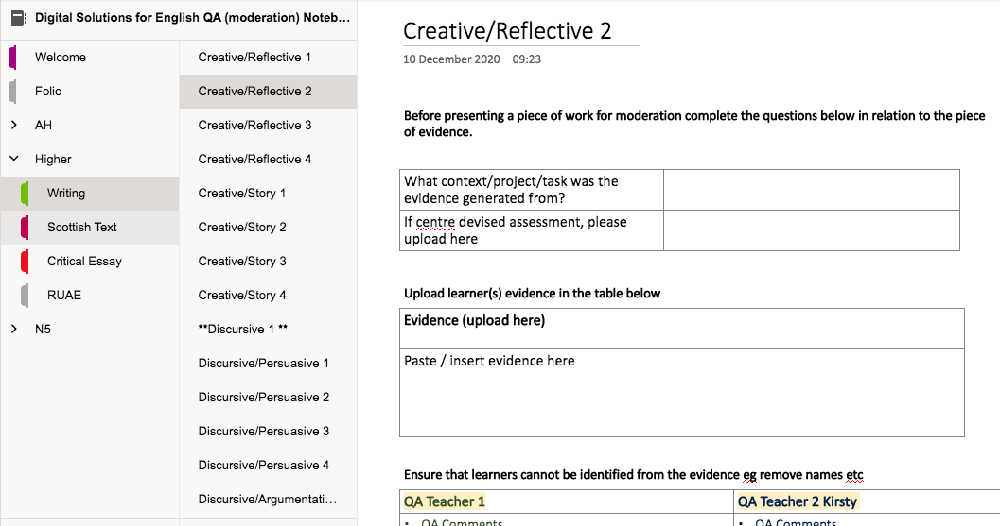 Digital Solutions for English QA (moderation) Noteb...
Welcome
Folio
AH
Higher
Writing
Scottish Text
Critical Essay
RUAE
N5
Creative/Reflective 1
Creative/Reflective 2
Creative/Reflective 3
Creative/Reflective 4
Creative/Story 1
Creative/Story 2
Creative/Story 3
Creative/Story 4
**Discursive 1 **
Discursive/Persuasive 1
Discursive/Persuasive 2
Discursive/Persuasive 3
Discursive/Persuasive 4
Discursive/Argumentati...
Creative/Reflective 2
10 December 2020 09:23
Before presenting a piece of work for moderation complete the questions below in relation to the piece
of evidence.
What context/project/task was the
evidence generated from?
If centre devised assessment, please
upload here
Upload learner(s) evidence in the table below
Evidence (upload here)
Paste / insert evidence here
Ensure that learners cannot be identified from the evidence eg remove names etc
QA Teacher 1
QA Teacher 2 Kirsty
• QA Comments
• QA Comments